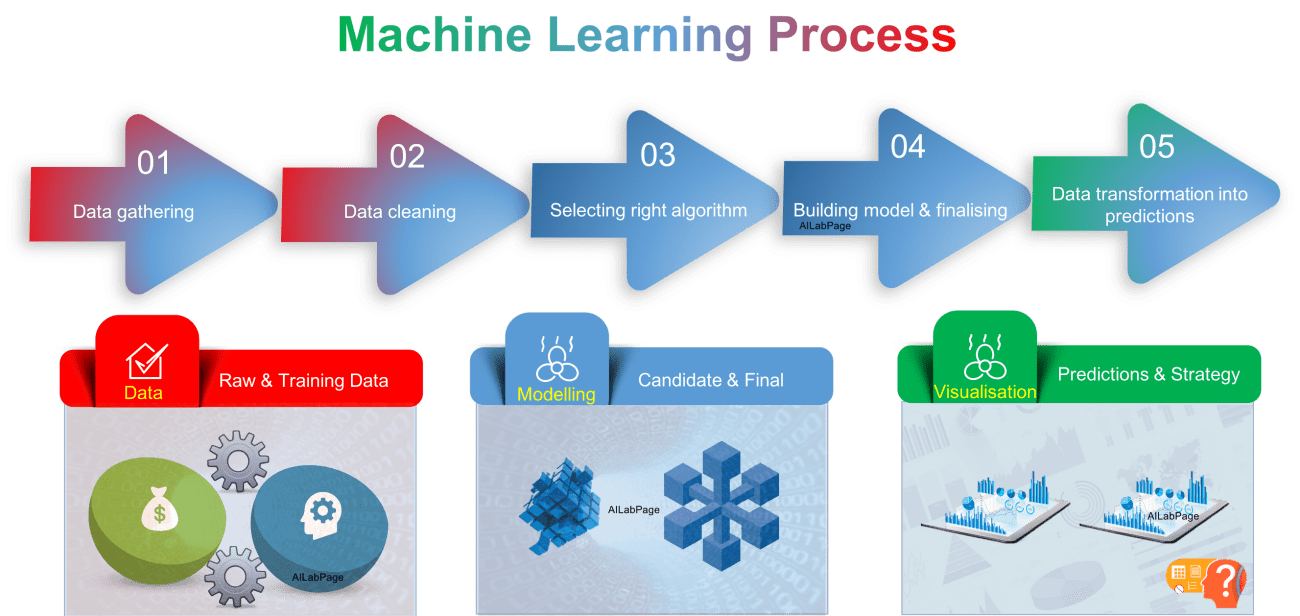 Machine Learning Process
01
Data gathering
02
Data cleaning
03
Selecting right algorithm
04
Building model & finalising
AILabPage
05
Data transformation into
predictions
Data
Raw & Training Data
Modelling
Candidate & Final
Visualisation
Predictions & Strategy
$
AILabPage
AILabPage
AILabPage
?